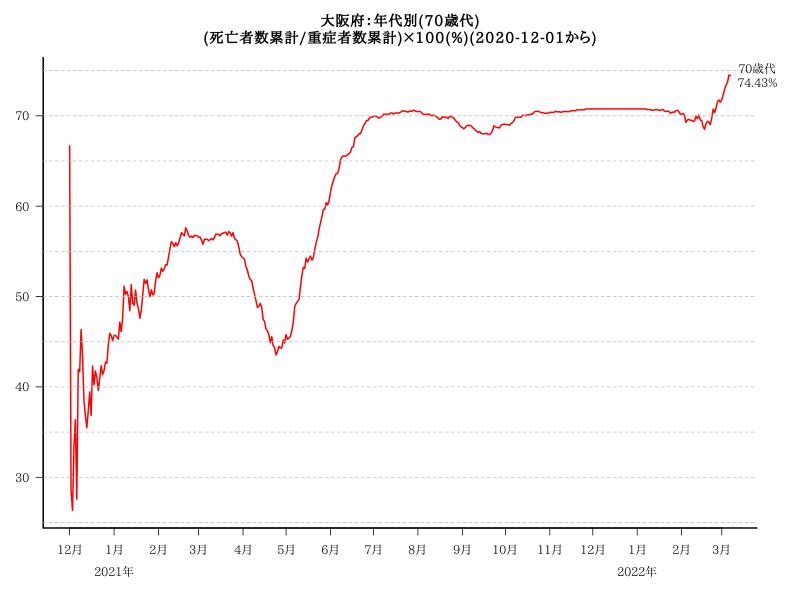 大阪府:年代別(70歳代)
(死亡者数累計/重症者数累計)×100(%)(2020-12-01から)
70歳代
74.43%
70
60
50
40
30
12月 1月 2月 3月 4月 5月 6月 7月 8月 9月 10月 11月 12月 1月 2月 3月
2021年 2022年